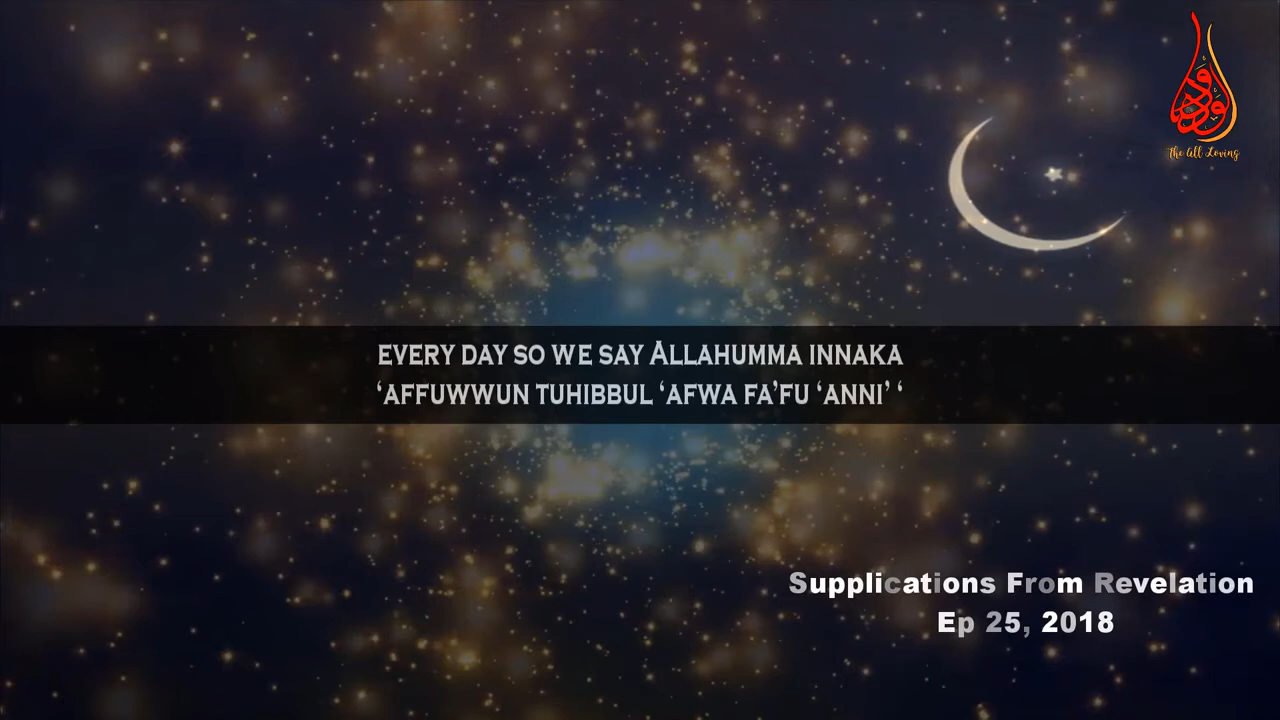 الودود
The All Loving
EVERY DAY SO WE SAY ALLAHUMMA INNAKA
‘AFFUWWUN TUHIBBUL ‘AFWA FA’FU ‘ANNI’ ‘
Supplications From Revelation
Ep 25, 2018